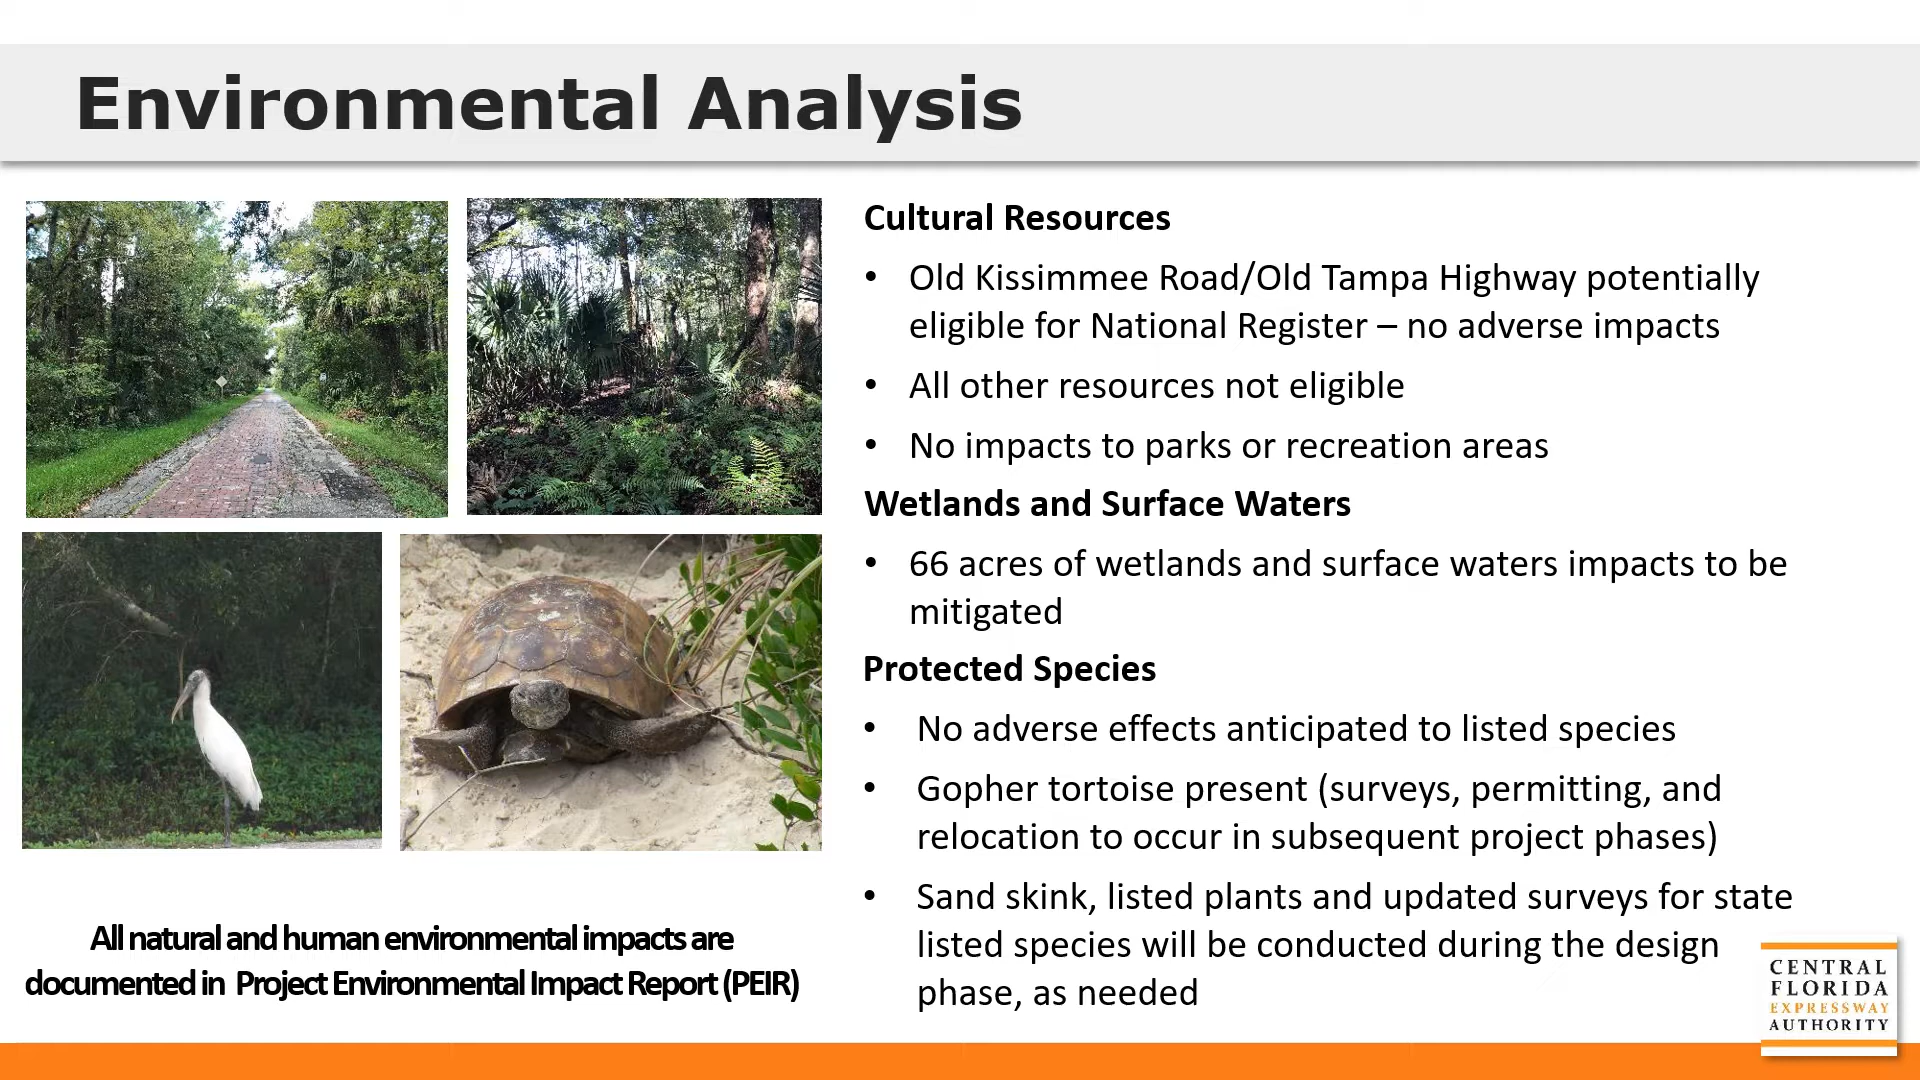 Environmental Analysis
Cultural Resources
• Old Kissimmee Road/Old Tampa Highway potentially
eligible for National Register – no adverse impacts
• All other resources not eligible
• No impacts to parks or recreation areas
Wetlands and Surface Waters
• 66 acres of wetlands and surface waters impacts to be
mitigated
Protected Species
• No adverse effects anticipated to listed species
• Gopher tortoise present (surveys, permitting, and
relocation to occur in subsequent project phases)
• Sand skink, listed plants and updated surveys for state
listed species will be conducted during the design
phase, as needed
All natural and human environmental impacts are
documented in Project Environmental Impact Report (PEIR)
CENTRAL
FLORIDA
EXPRESSWAY
AUTHORITY